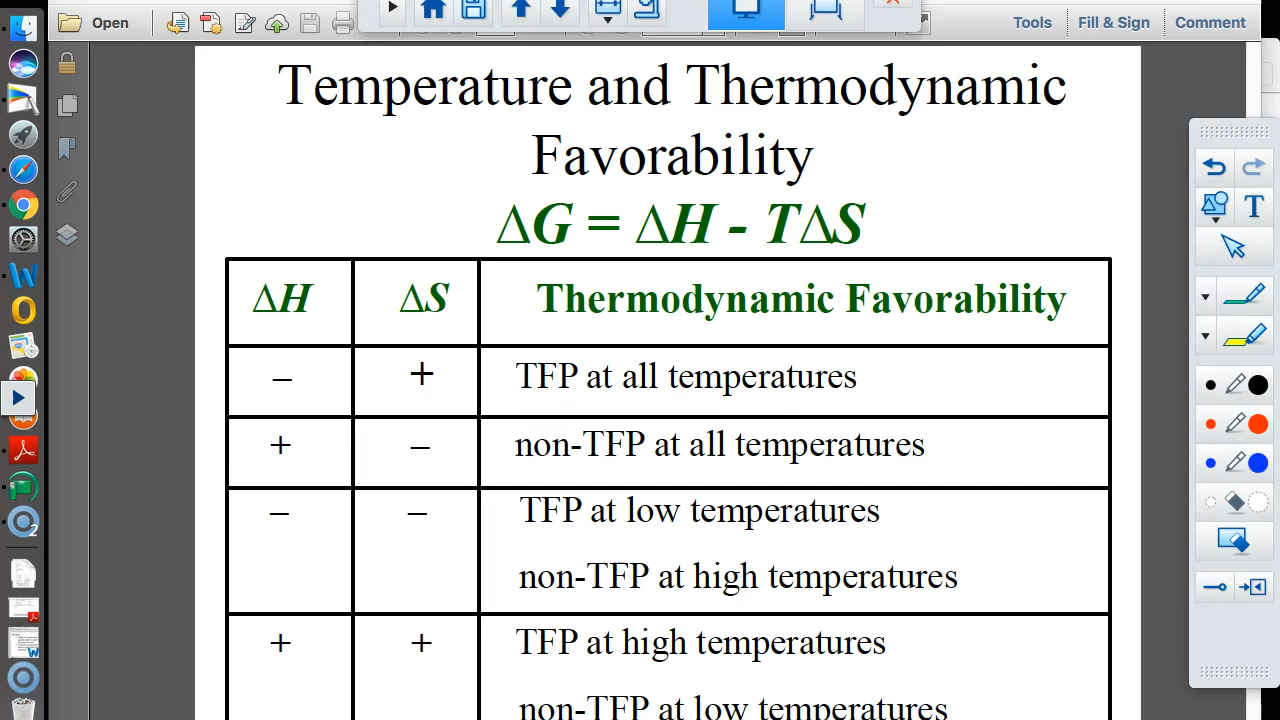 Open
Tools
Fill & Sign
Comment
Temperature and Thermodynamic
Favorability
ΔG = ΔH - TΔS
ΔH ΔS Thermodynamic Favorability
– + TFP at all temperatures
+ – non-TFP at all temperatures
– – TFP at low temperatures
non-TFP at high temperatures
+ + TFP at high temperatures
non-TFP at low temperatures
T